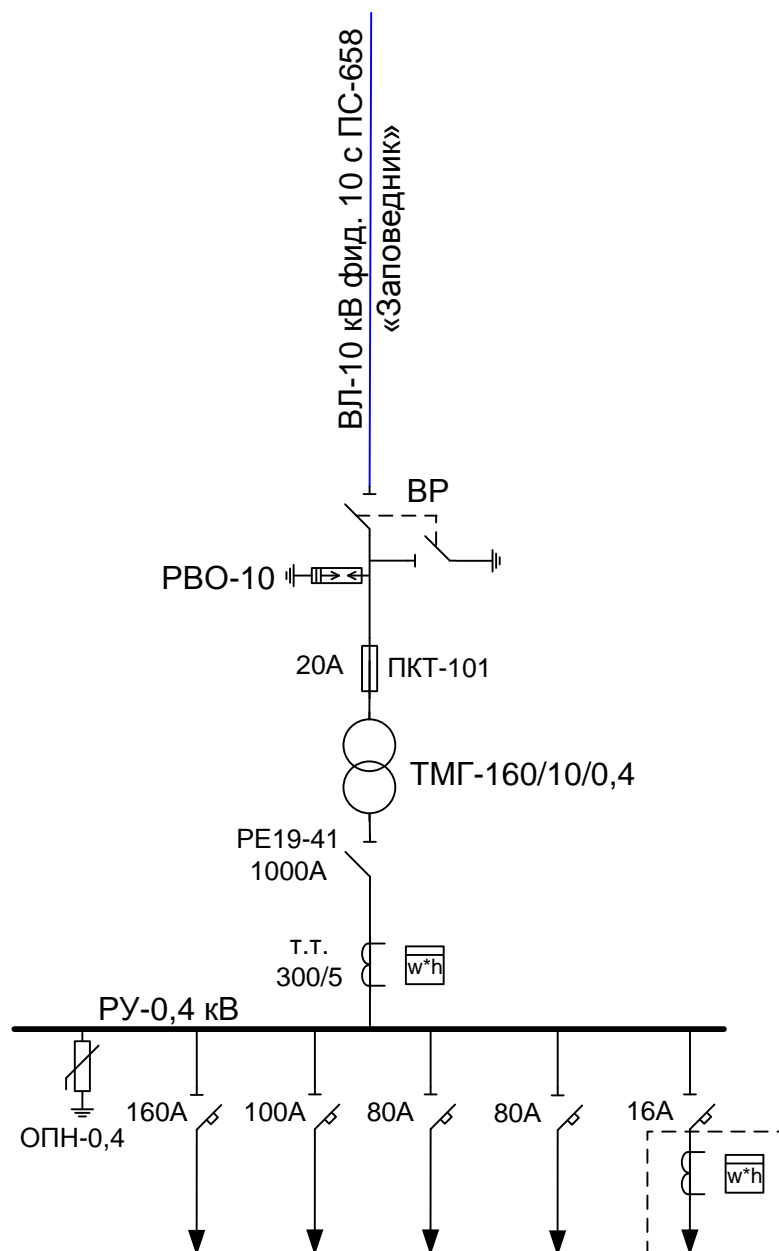 ВЛ-10 кВ фид. 10 с ПС-658
«Заповедник»
ВР
РВО-10
20А
ПКТ-101
ТМГ-160/10/0,4
РЕ19-41
1000А
т.т.
300/5
w*h
РУ-0,4 кВ
ОПН-0,4
160А
100А
80А
80А
16А
w*h